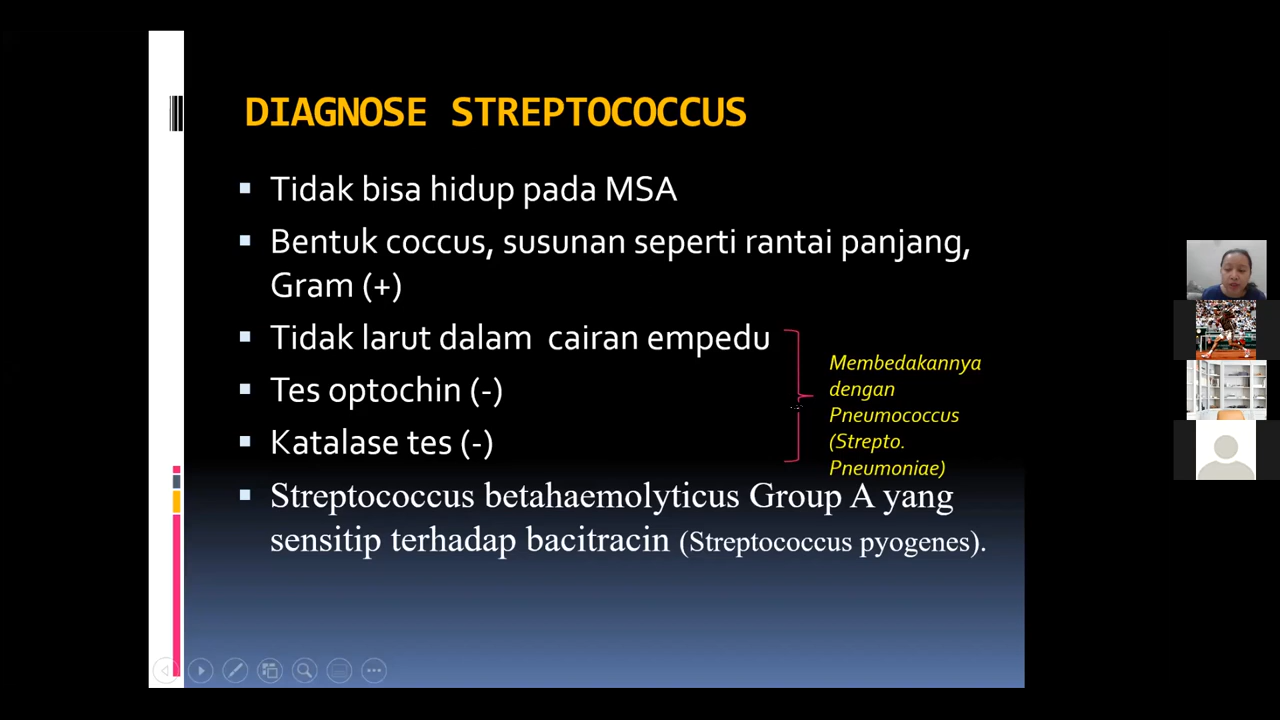 DIAGNOSE STREPTOCOCCUS
Tidak bisa hidup pada MSA
Bentuk coccus, susunan seperti rantai panjang,
Gram (+)
Tidak larut dalam cairan empedu
Tes optochin (-)
Katalase tes (-)
Membedakannya
dengan
Pneumococcus
(Strepto.
Pneumoniae)
Streptococcus betahaemolyticus Group A yang
sensitip terhadap bacitracin (Streptococcus pyogenes).